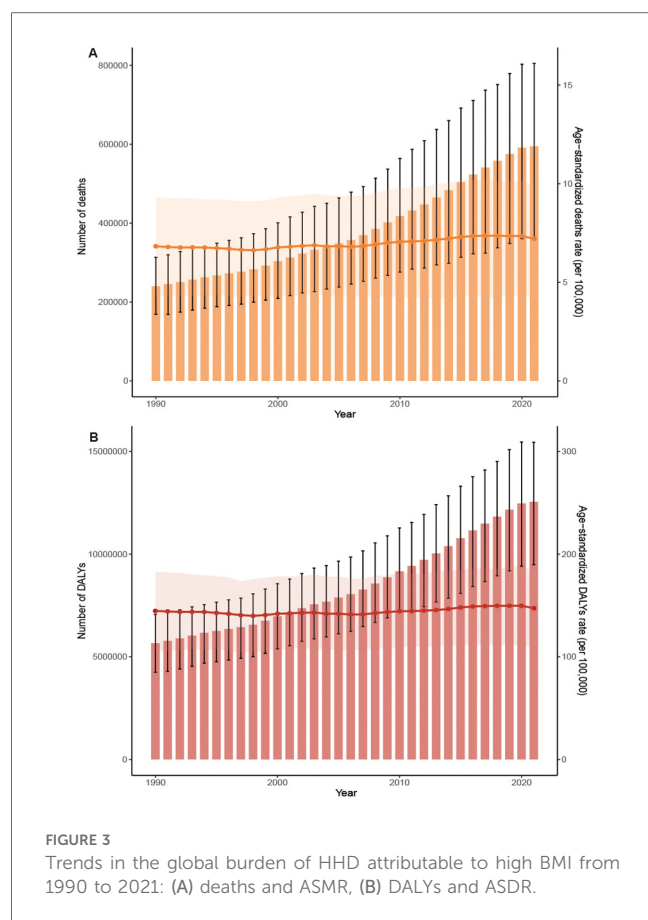 A
800000
600000
400000
200000
0
Number of deaths
15
10
5
0
Age-standardized deaths rate (per 100,000)
1990
2000
2010
2020
Year
B
15000000
10000000
5000000
0
Number of DALYs
300
200
100
0
Age-standardized DALYs rate (per 100,000)
1990
2000
2010
2020
Year
FIGURE 3
Trends in the global burden of HHD attributable to high BMI from
1990 to 2021: (A) deaths and ASMR, (B) DALYs and ASDR.